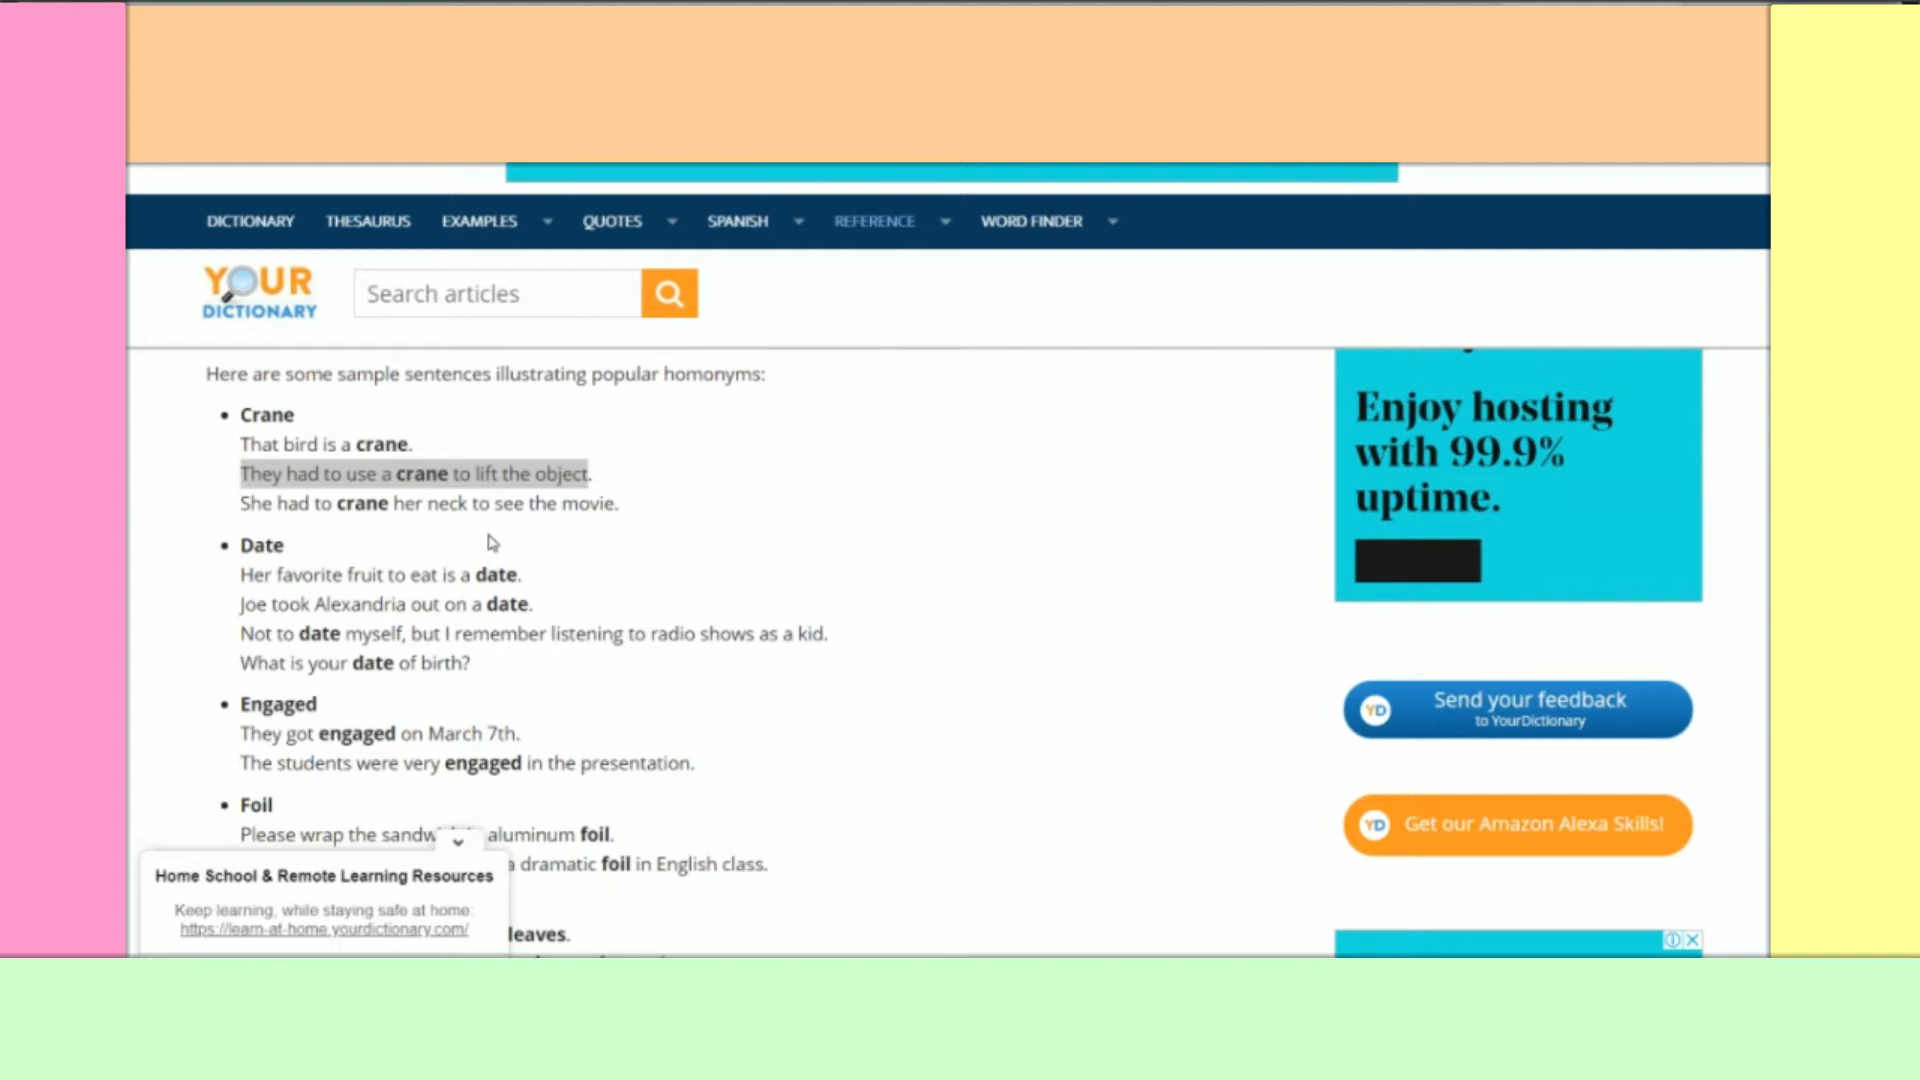 DICTIONARY THESAURUS EXAMPLES QUOTES SPANISH REFERENCE WORD FINDER
YOUR
DICTIONARY
Search articles
Here are some sample sentences illustrating popular homonyms:
• Crane
That bird is a crane.
They had to use a crane to lift the object.
She had to crane her neck to see the movie.
• Date
Her favorite fruit to eat is a date.
Joe took Alexandria out on a date.
Not to date myself, but I remember listening to radio shows as a kid.
What is your date of birth?
• Engaged
They got engaged on March 7th.
The students were very engaged in the presentation.
• Foil
Please wrap the sandw aluminum foil.
a dramatic foil in English class.
leaves.
Home School & Remote Learning Resources
Keep learning, while staying safe at home:
https://learn-at-home.yourdictionary.com/
Enjoy hosting
with 99.9%
uptime.
YD Send your feedback
to YourDictionary
YD Get our Amazon Alexa Skills!